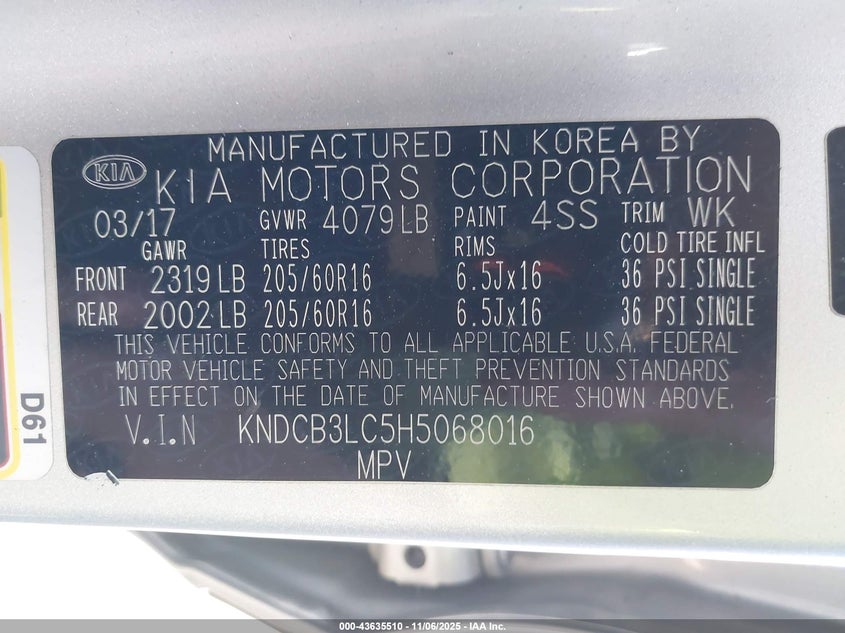 MANUFACTURED IN KOREA BY
KIA KIA MOTORS CORPORATION
03/17 GVWR 4079LB PAINT 4SS TRIM WK
GAWR TIRES RIMS COLD TIRE INFL
FRONT 2319LB 205/60R16 6.5Jx16 36 PSI SINGLE
REAR 2002LB 205/60R16 6.5Jx16 36 PSI SINGLE
THIS VEHICLE CONFORMS TO ALL APPLICABLE U.S.A. FEDERAL
MOTOR VEHICLE SAFETY AND THEFT PREVENTION STANDARDS
IN EFFECT ON THE DATE OF MANUFACTURE SHOWN ABOVE.
V.I.N KNDCB3LC5H5068016
MPV
D61
000-43635510 - 11/06/2025 - IAA Inc.